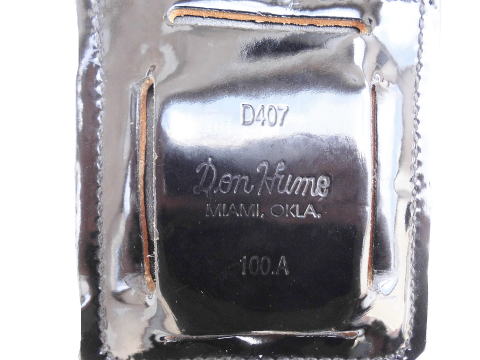 D407
Don Hume
MIAMI, OKLA.
100.A